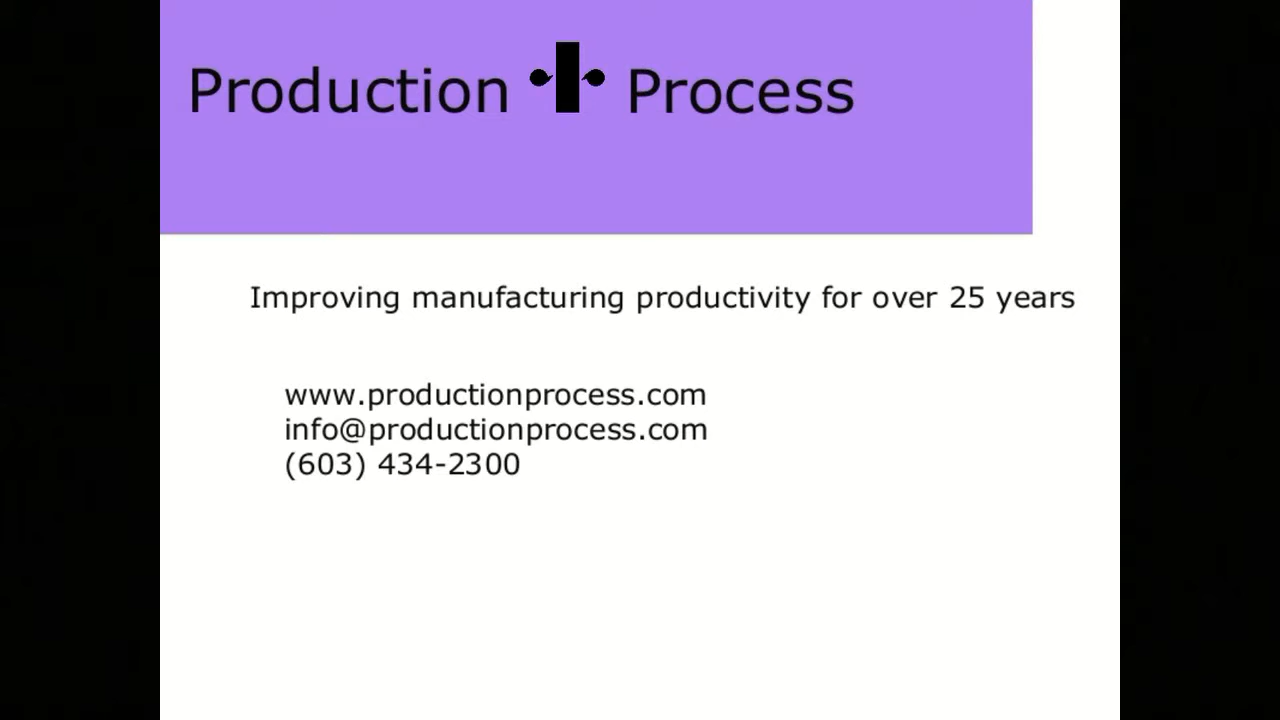 Production Process
Improving manufacturing productivity for over 25 years
www.productionprocess.com
info@productionprocess.com
(603) 434-2300